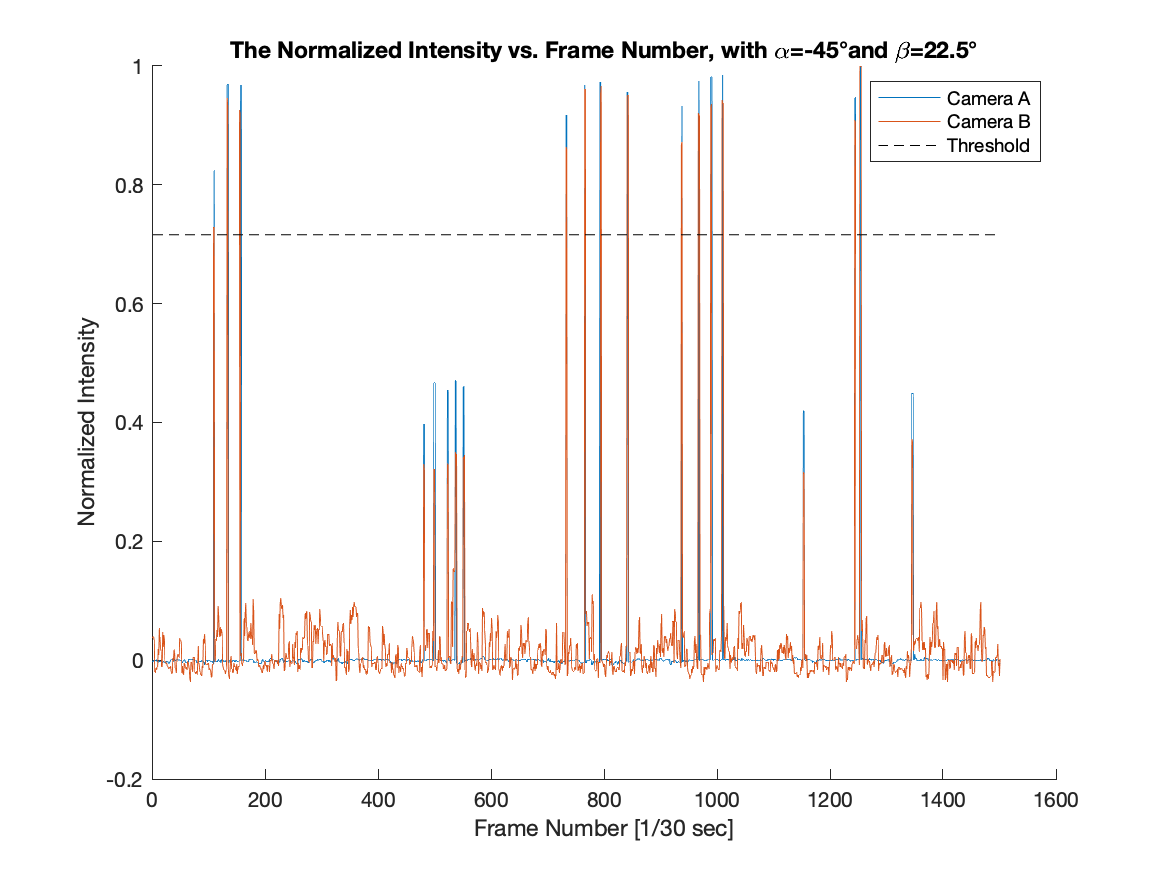 The Normalized Intensity vs. Frame Number, with α=-45°and β=22.5°
Camera A
Camera B
Threshold
Normalized Intensity
1
0.8
0.6
0.4
0.2
0
-0.2
0 200 400 600 800 1000 1200 1400 1600
Frame Number [1/30 sec]